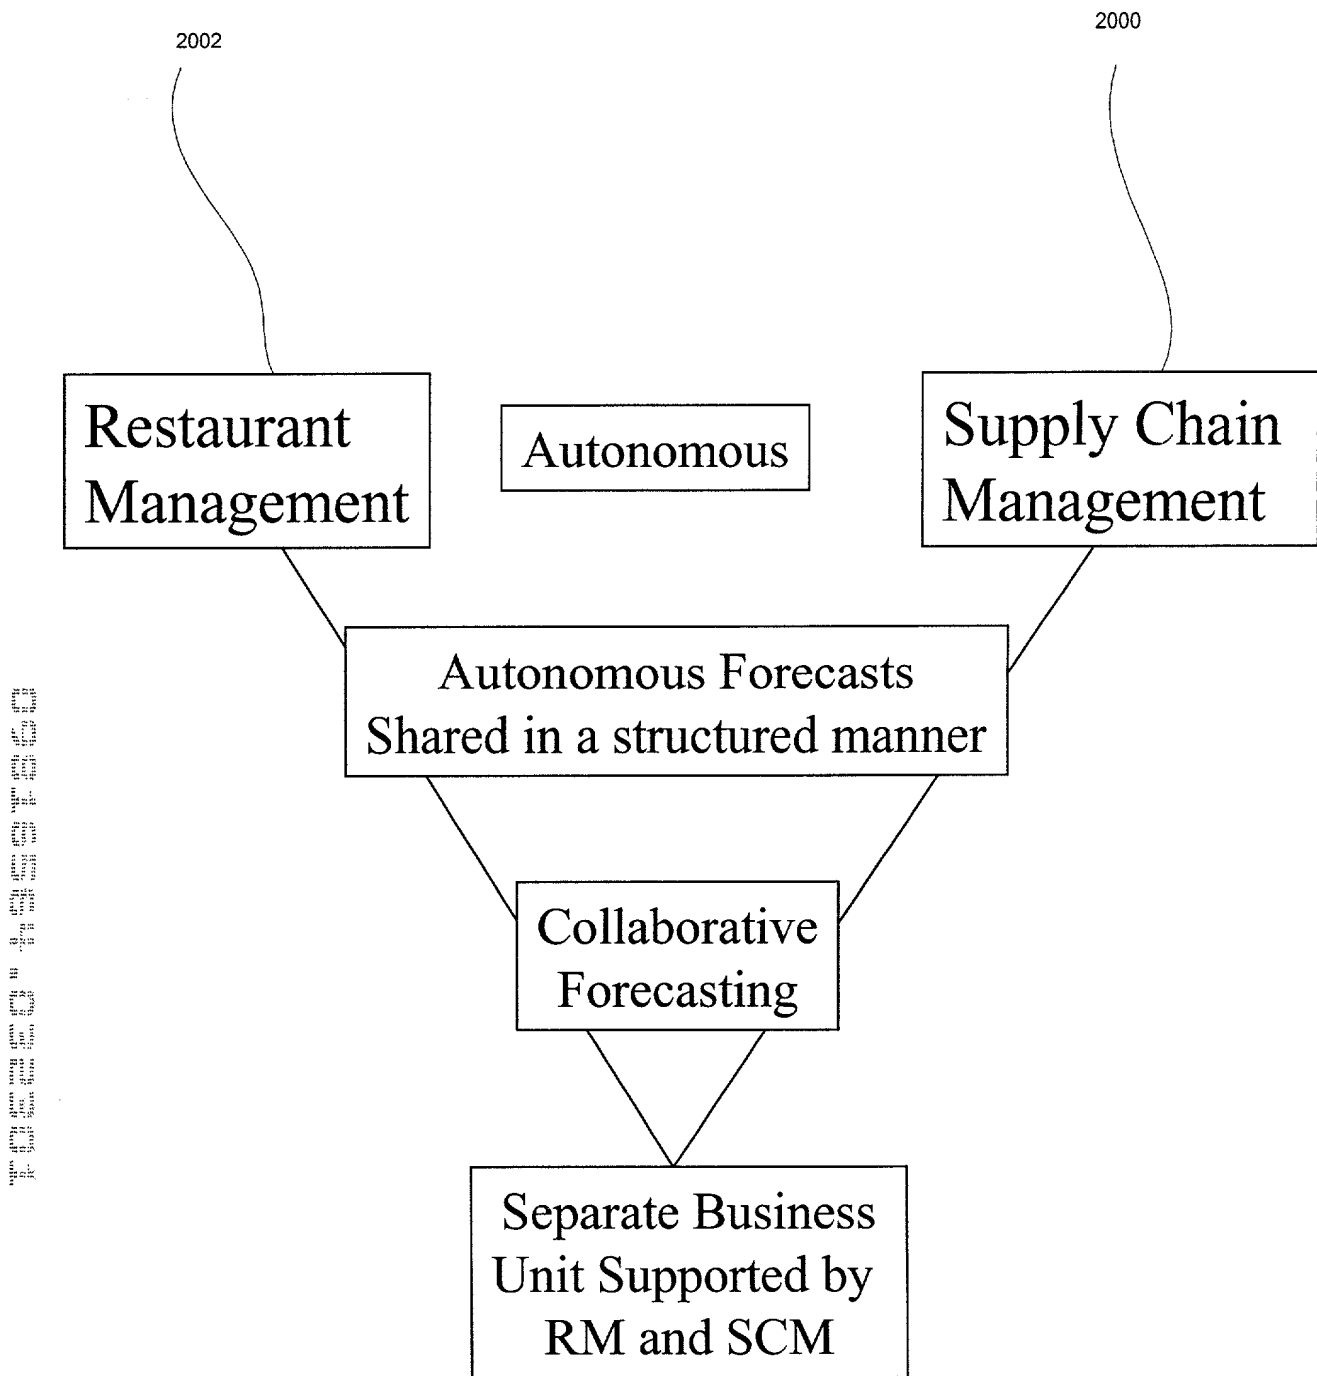 2002
2000
Restaurant
Management
Autonomous
Supply Chain
Management
Autonomous Forecasts
Shared in a structured manner
Collaborative
Forecasting
Separate Business
Unit Supported by
RM and SCM